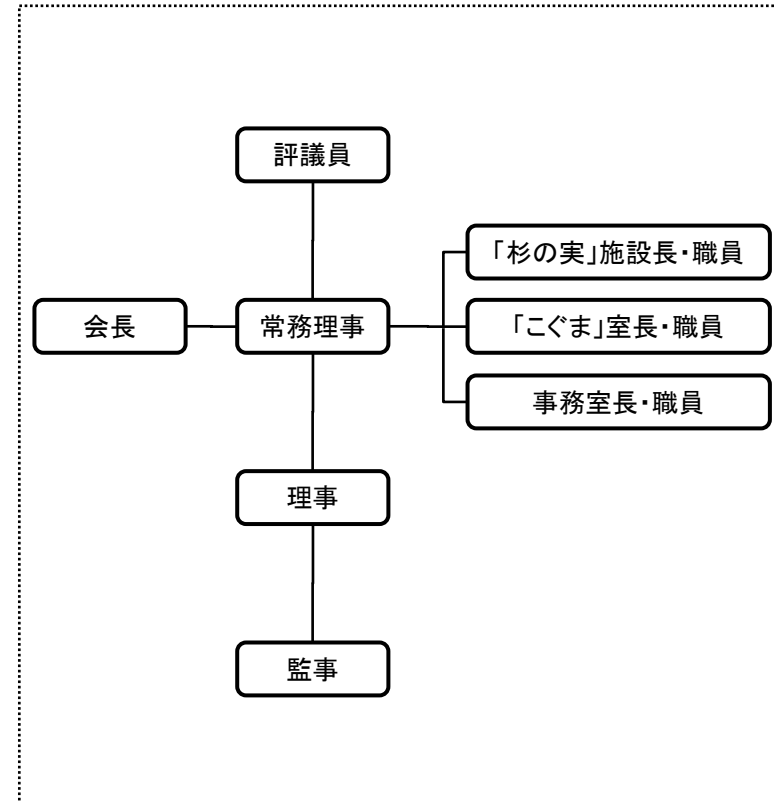 評議員
「杉の実」施設長・職員
会長
常務理事
「こぐま」室長・職員
事務室長・職員
理事
監事